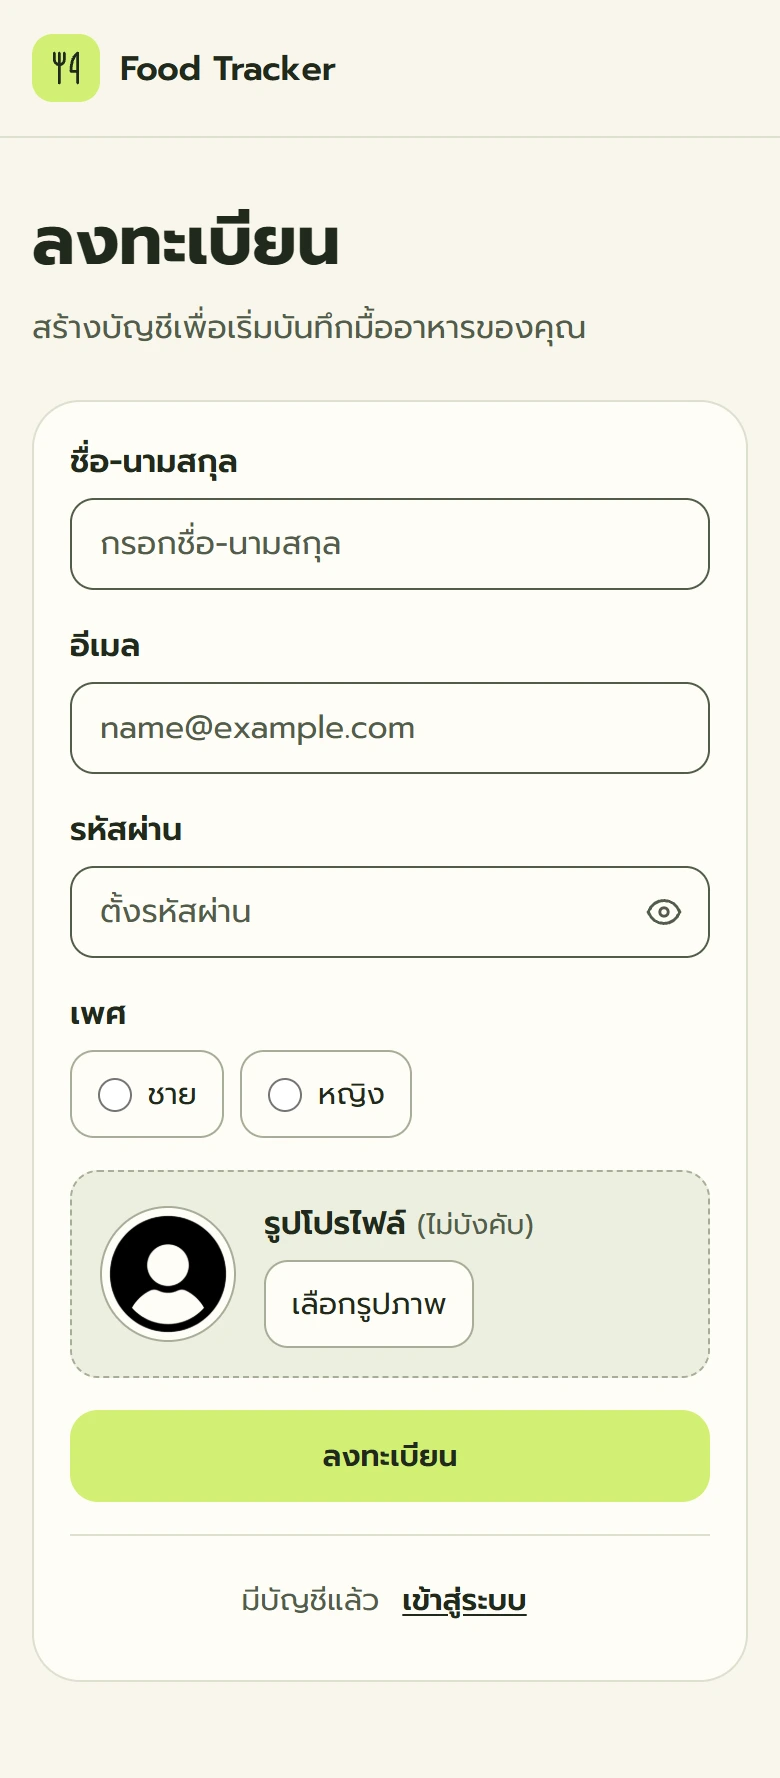 Food Tracker
ลงทะเบียน
สร้างบัญชีเพื่อเริ่มบันทึกมื้ออาหารของคุณ
ชื่อ-นามสกุล
กรอกชื่อ-นามสกุล
อีเมล
name@example.com
รหัสผ่าน
ตั้งรหัสผ่าน
เพศ
ชาย หญิง
รูปโปรไฟล์ (ไม่บังคับ)
เลือกรูปภาพ
ลงทะเบียน
มีบัญชีแล้ว เข้าสู่ระบบ